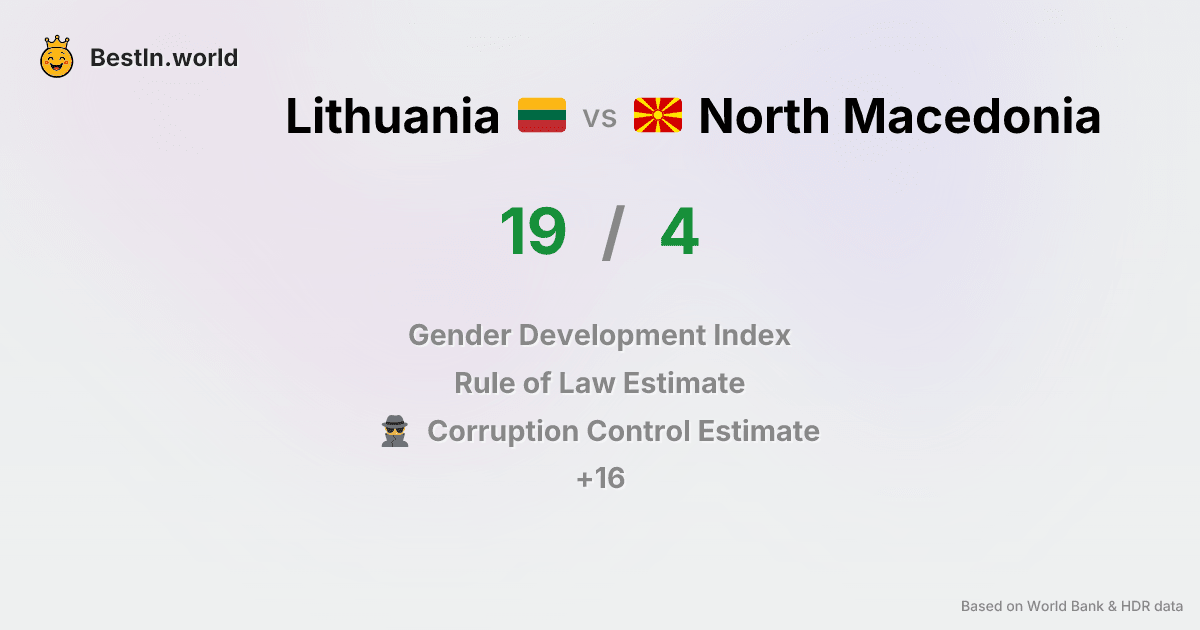 BestIn.world
Lithuania vs North Macedonia
19 / 4
Gender Development Index
Rule of Law Estimate
Corruption Control Estimate
+16
Based on World Bank & HDR data